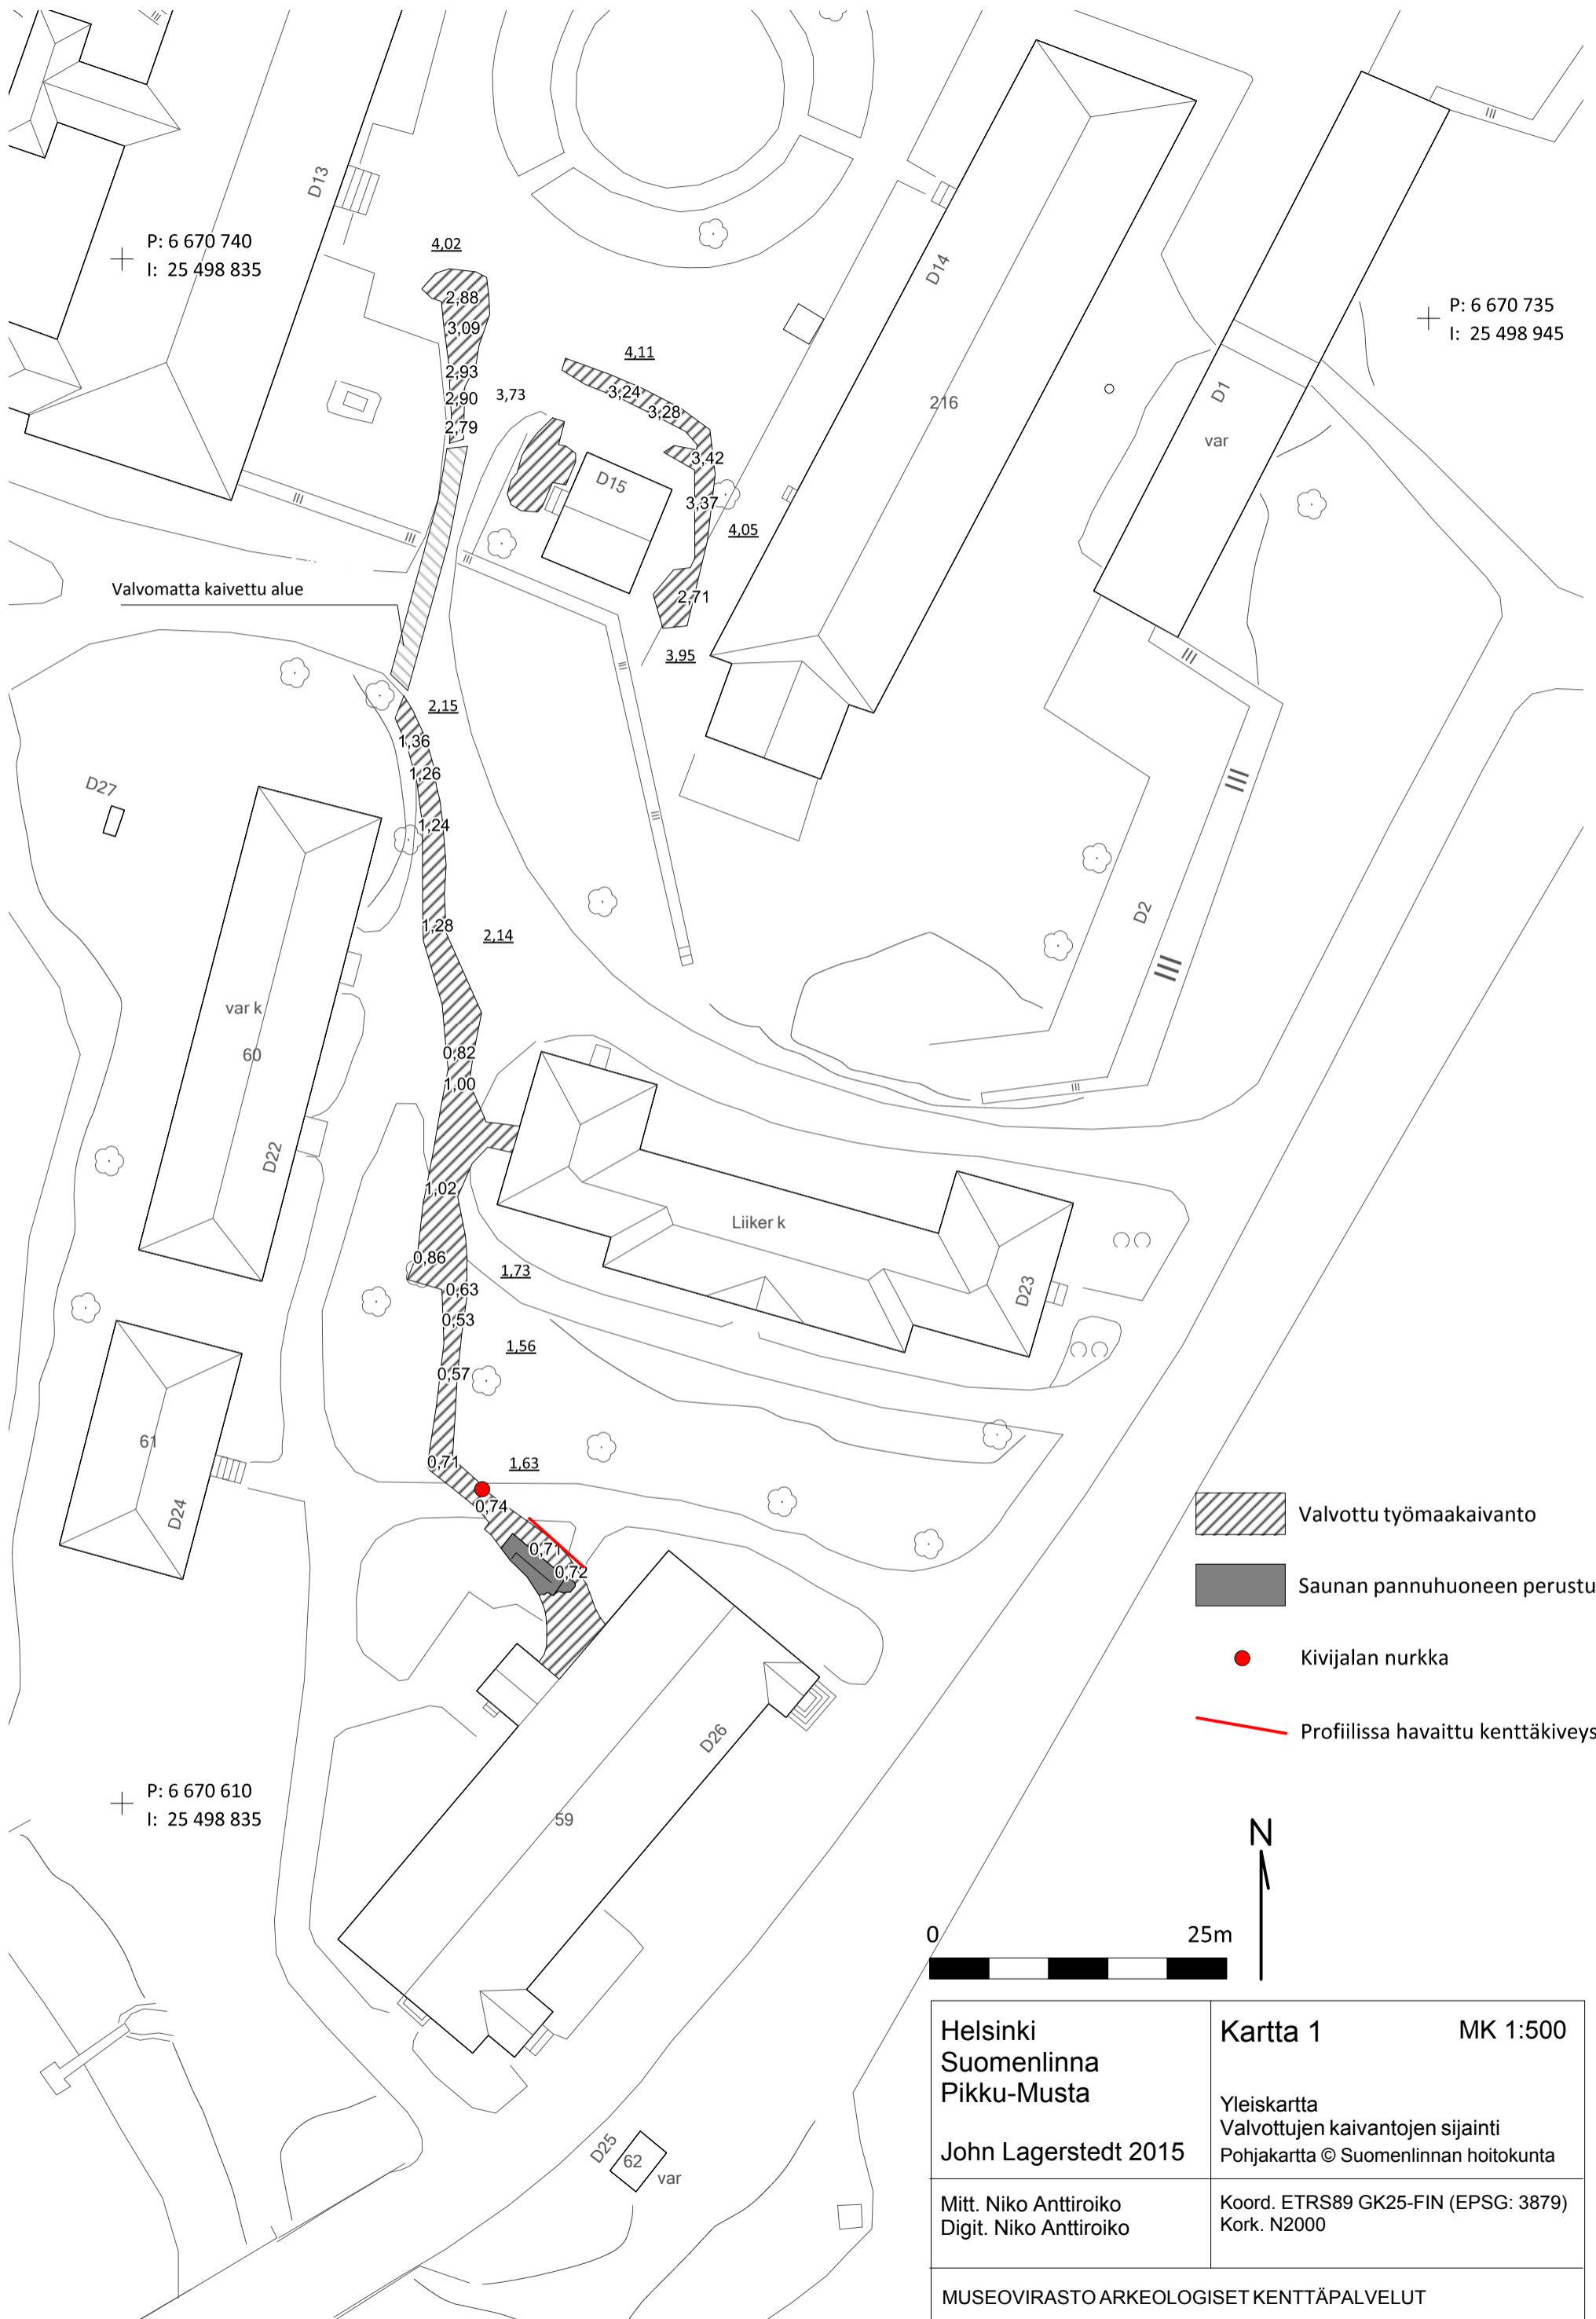 D13
P: 6 670 740
I: 25 498 835
4,02
2,88
3,09
2,93
2,90
2,79
3,73
4,11
3,24
3,28
3,42
3,37
4,05
2,71
3,95
D15
D14
216
D1
var
P: 6 670 735
I: 25 498 945
Valvomatta kaivettu alue
2,15
1,36
1,26
1,24
1,28
2,14
D27
var k
60
D22
D2
0,82
1,00
1,02
0,86
0,63
0,53
0,57
0,71
1,73
1,56
1,63
Liiker k
D23
61
D24
0,74
0,71
0,72
D26
59
P: 6 670 610
I: 25 498 835
D25
62
var
Valvottu työmaakaivanto
Saunan pannuhuoneen perustu
Kivijalan nurkka
Profiilissa havaittu kenttäkiveys
N
0 25m
Helsinki
Suomenlinna
Pikku-Musta
John Lagerstedt 2015
Kartta 1 MK 1:500
Yleiskartta
Valvottujen kaivantojen sijainti
Pohjakartta © Suomenlinnan hoitokunta
Mitt. Niko Anttiroiko
Digit. Niko Anttiroiko
Koord. ETRS89 GK25-FIN (EPSG: 3879)
Kork. N2000
MUSEOVIRASTO ARKEOLOGISET KENTTÄPALVELUT